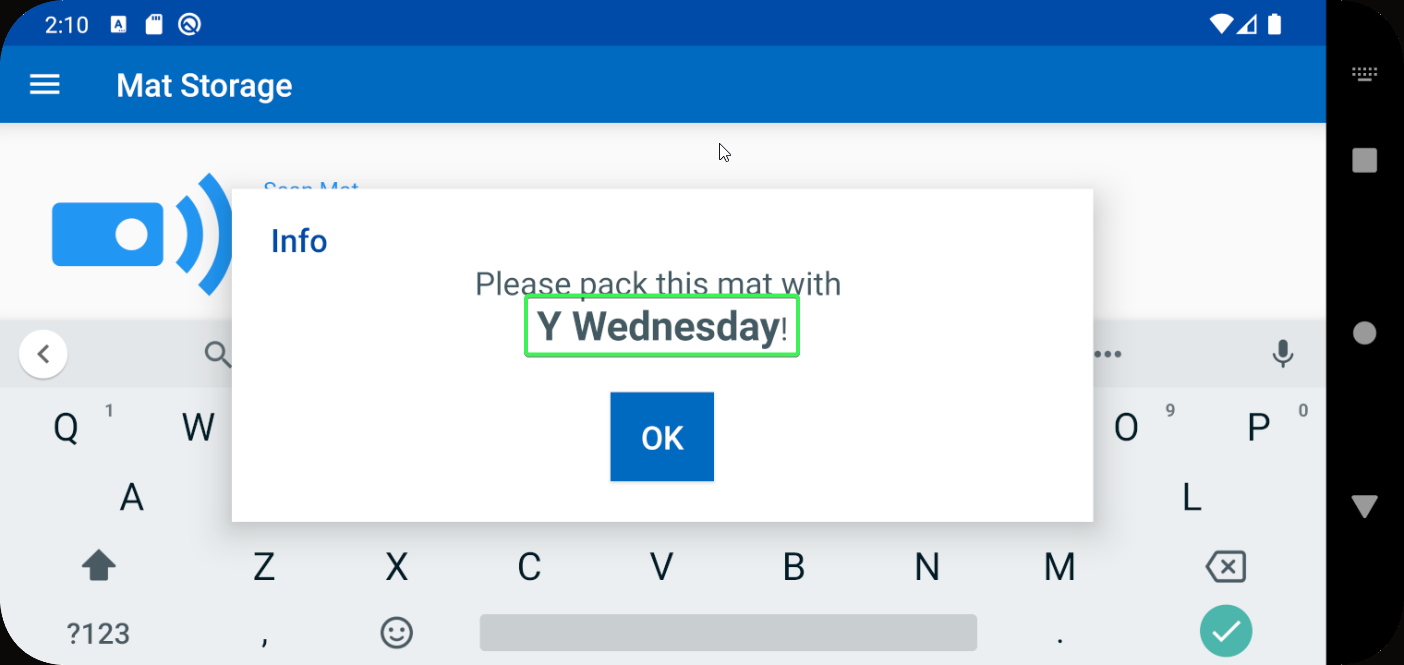 2:10
Mat Storage
Info
Please pack this mat with
Y Wednesday!
OK
Q 1 W O 9 P 0
A L
Z X C V B N M
?123 , .